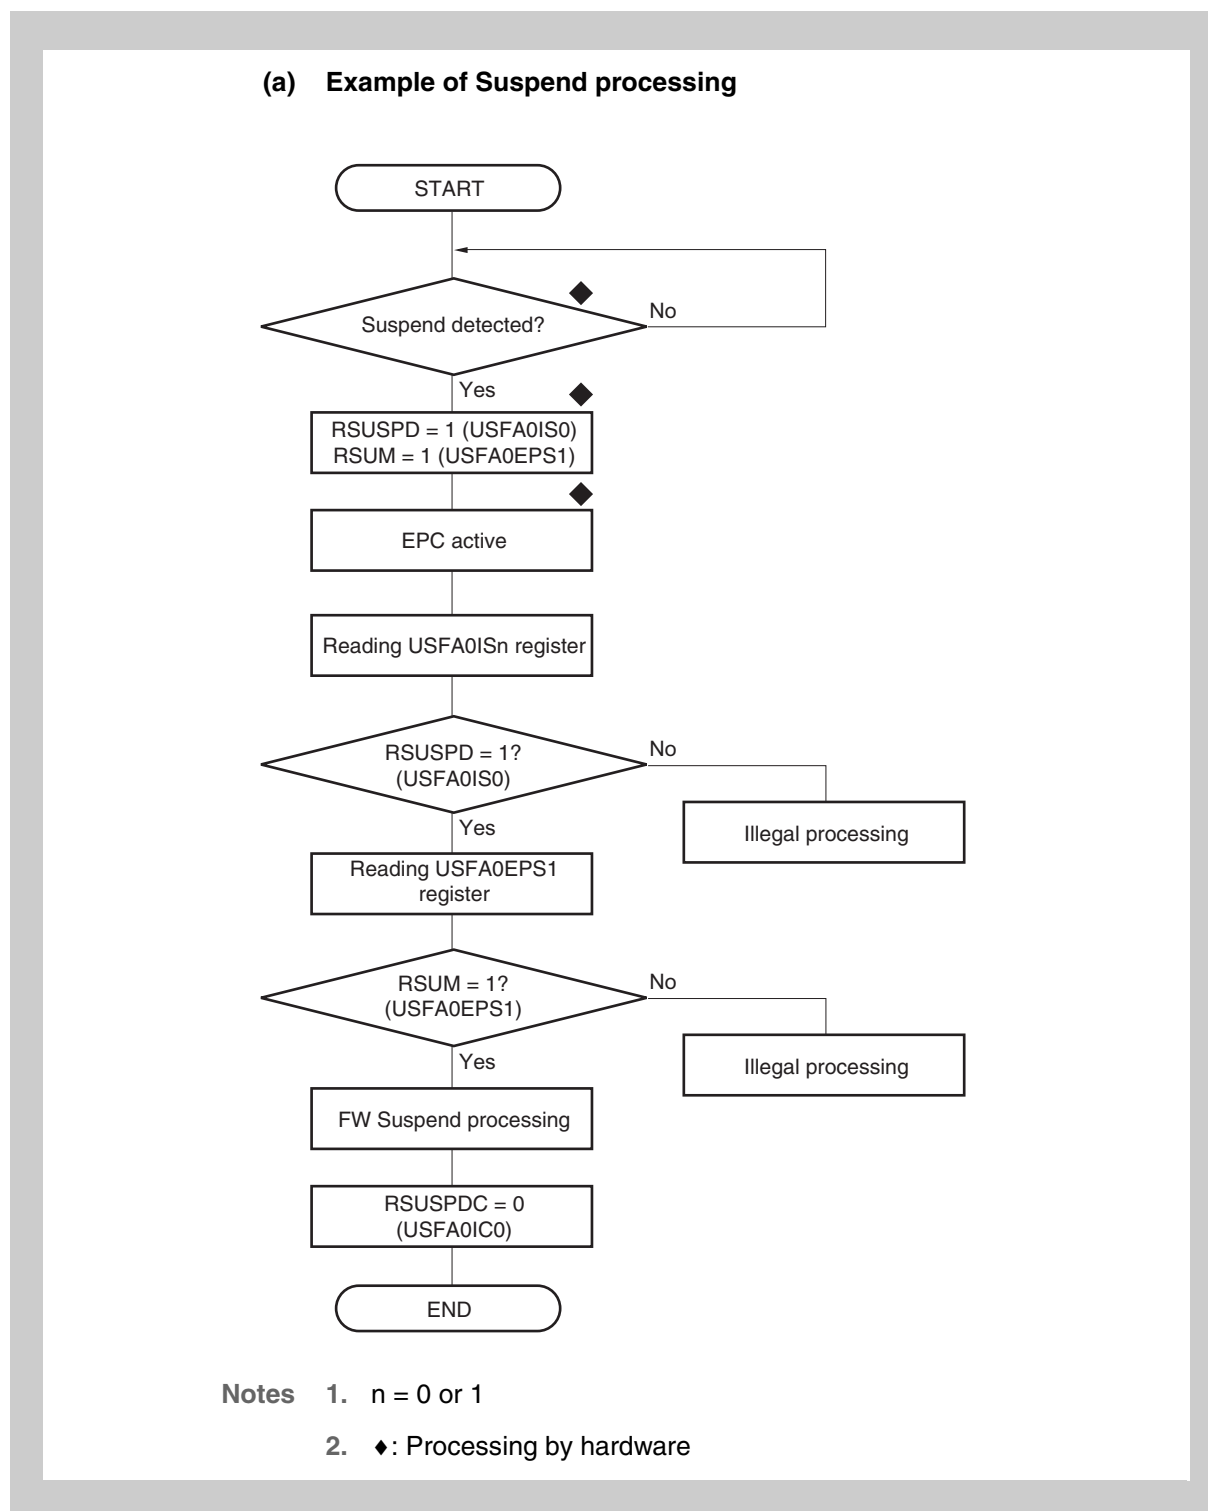 (a) Example of Suspend processing
START
Suspend detected?
No
Yes
RSUSPD = 1 (USFA0IS0)
RSUM = 1 (USFA0EPS1)
EPC active
Reading USFA0ISn register
RSUSPD = 1?
(USFA0IS0)
No
Yes
Illegal processing
Reading USFA0EPS1
register
RSUM = 1?
(USFA0EPS1)
No
Yes
Illegal processing
FW Suspend processing
RSUSPDC = 0
(USFA0IC0)
END
Notes 1. n = 0 or 1
2. ♦: Processing by hardware